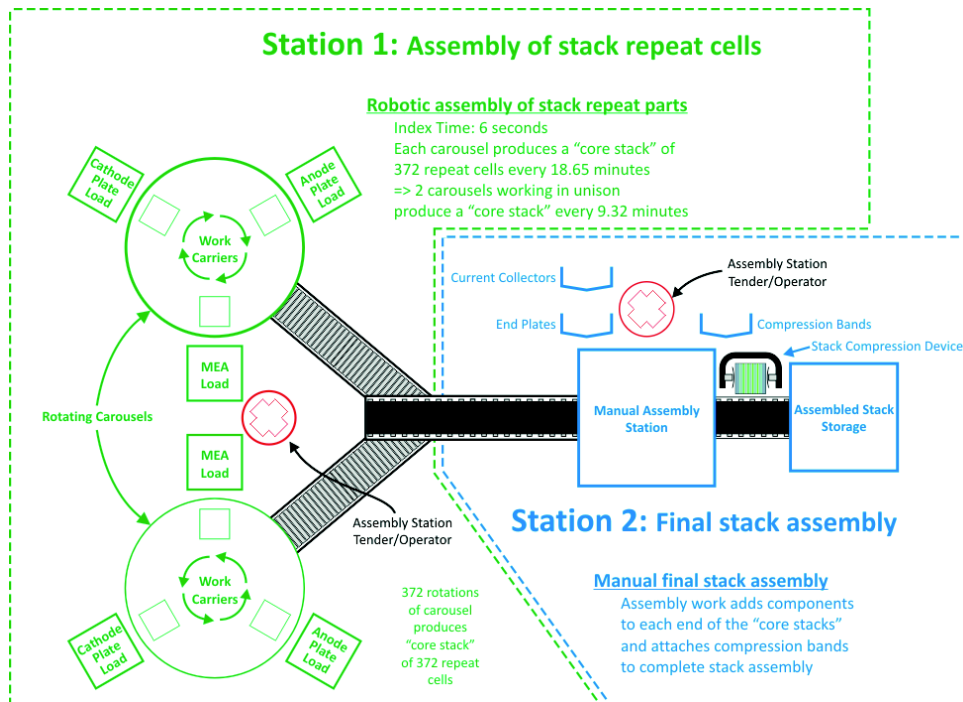 Station 1: Assembly of stack repeat cells
Robotic assembly of stack repeat parts
Index Time: 6 seconds
Each carousel produces a “core stack” of
372 repeat cells every 18.65 minutes
=> 2 carousels working in unison
produce a “core stack” every 9.32 minutes
Cathode
Plate
Load
Anode
Plate
Load
Work
Carriers
MEA
Load
Rotating Carousels
MEA
Load
Assembly Station
Tender/Operator
Work
Carriers
Cathode
Plate
Load
Anode
Plate
Load
372 rotations
of carousel
produces
“core stack”
of 372 repeat
cells
Current Collectors
Assembly Station
Tender/Operator
End Plates
Compression Bands
Stack Compression Device
Manual Assembly
Station
Assembled Stack
Storage
Station 2: Final stack assembly
Manual final stack assembly
Assembly work adds components
to each end of the “core stacks”
and attaches compression bands
to complete stack assembly